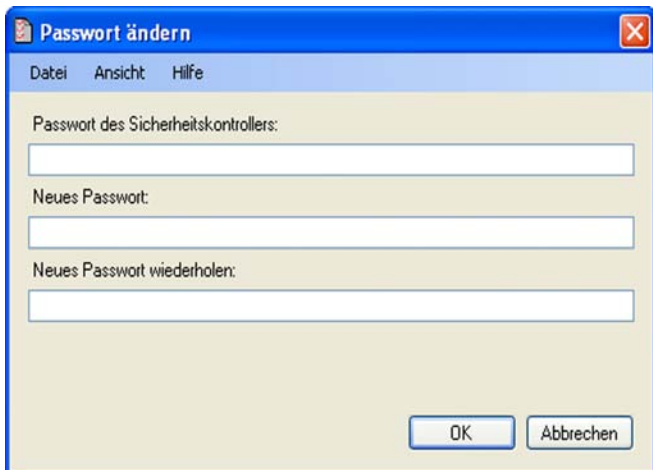 Passwort ändern
Datei Ansicht Hilfe
Passwort des Sicherheitskontrollers:
Neues Passwort:
Neues Passwort wiederholen:
OK Abbrechen